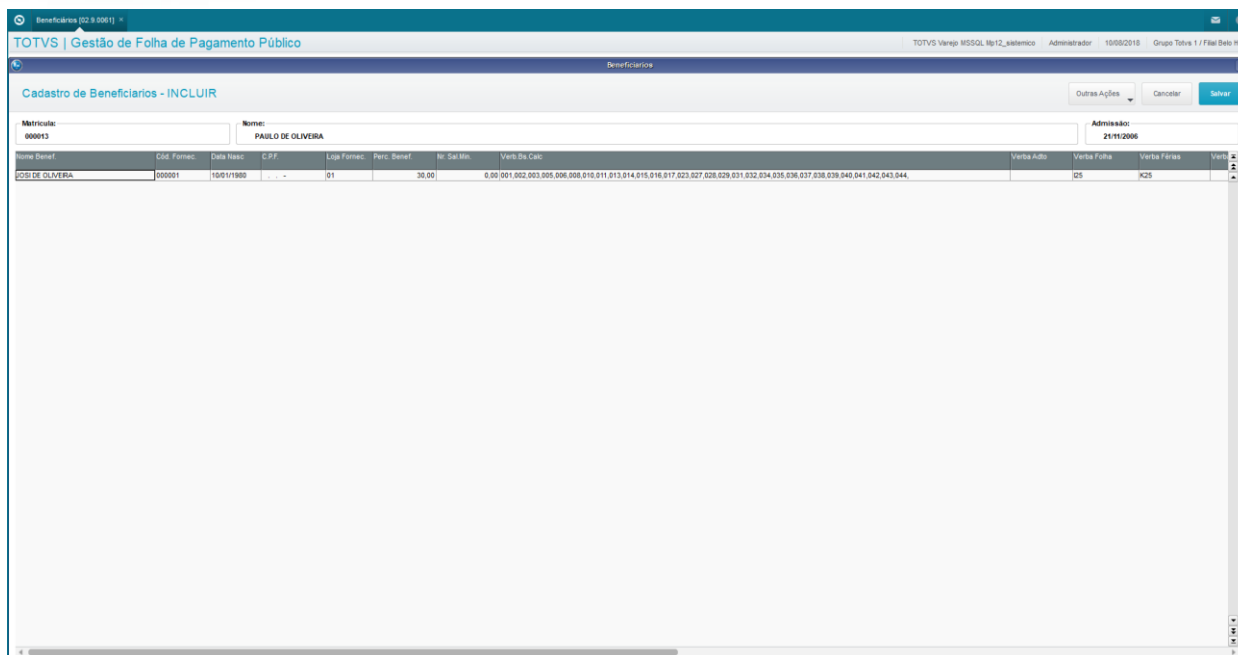 Beneficiários [02.9.0001] ×
TOTVS | Gestão de Folha de Pagamento Público
TOTVS Varejo MSSQL Mp12_sistemico Administrador 10/08/2018 Grupo Totvs 1 / Filial Belo H
Beneficiarios
Cadastro de Beneficiarios - INCLUIR
Outras Ações Cancelar Salvar
Matricula: Nome: Admissão:
000013 PAULO DE OLIVEIRA 21/11/2006
Nome Benef. Cód. Fornec. Data Nasc C.P.F. Loja Fornec. Perc. Benef. Nr. Sal.Min. Verb.Bs.Calc Verba Adto Verba Folha Verba Férias Verba
JOSI DE OLIVEIRA 000001 10/01/1980 . . - 01 30,00 0,00 001,002,003,005,006,008,010,011,013,014,015,016,017,023,027,028,029,031,032,034,035,036,037,038,039,040,041,042,043,044, I25 K25